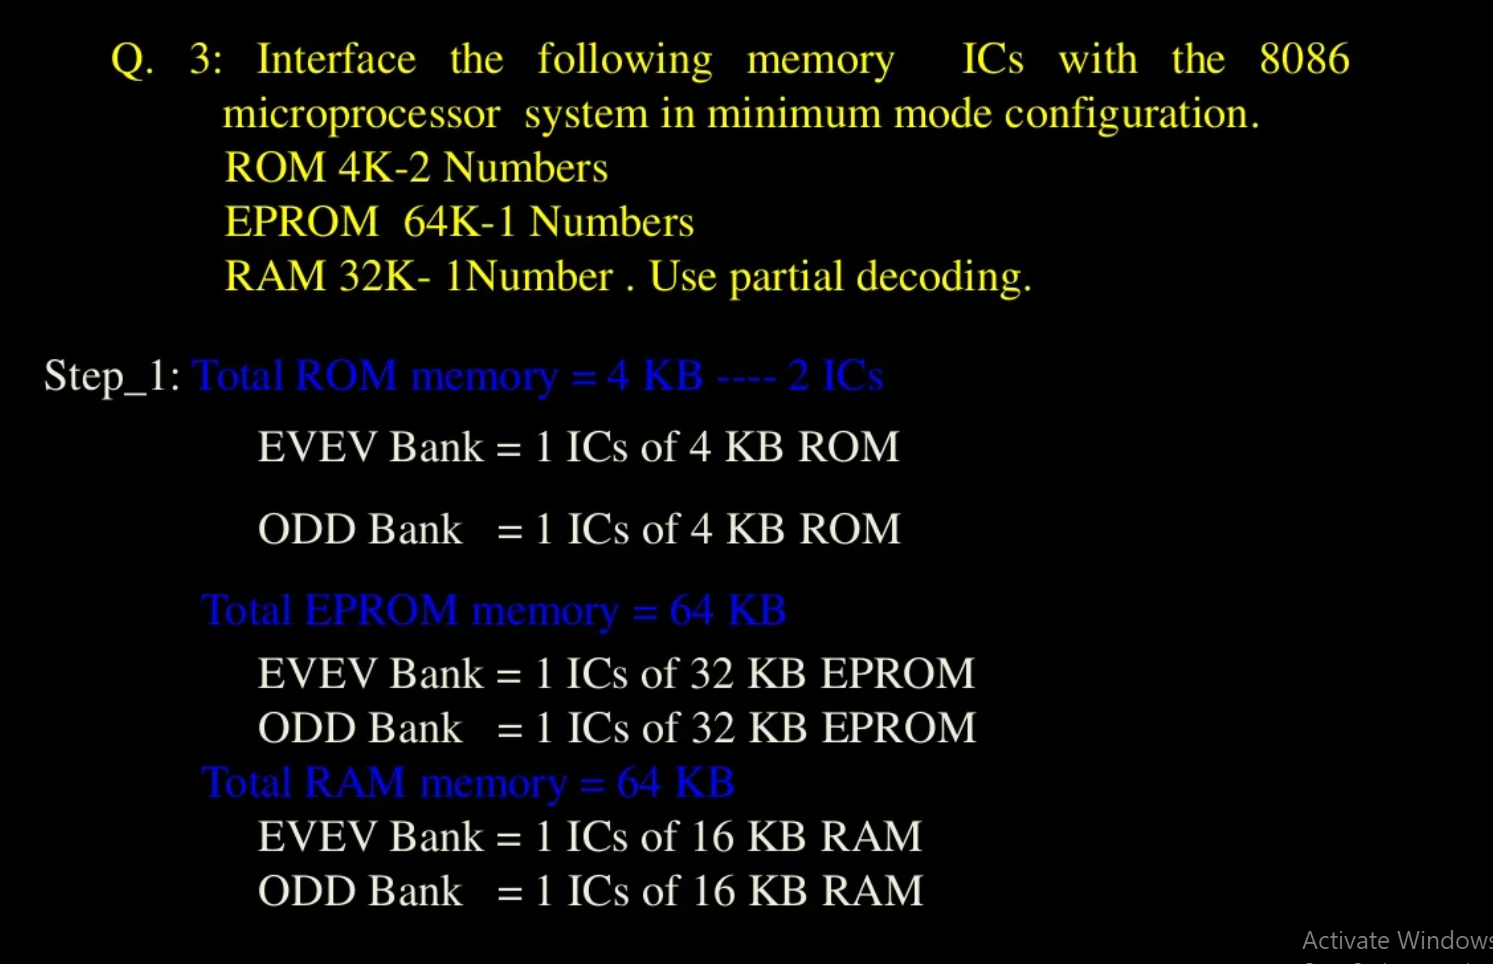 Q. 3: Interface the following memory ICs with the 8086
microprocessor system in minimum mode configuration.
ROM 4K-2 Numbers
EPROM 64K-1 Numbers
RAM 32K- 1Number . Use partial decoding.
Step_1: Total ROM memory = 4 KB ---- 2 ICs
EVEV Bank = 1 ICs of 4 KB ROM
ODD Bank = 1 ICs of 4 KB ROM
Total EPROM memory = 64 KB
EVEV Bank = 1 ICs of 32 KB EPROM
ODD Bank = 1 ICs of 32 KB EPROM
Total RAM memory = 64 KB
EVEV Bank = 1 ICs of 16 KB RAM
ODD Bank = 1 ICs of 16 KB RAM
Activate Windows